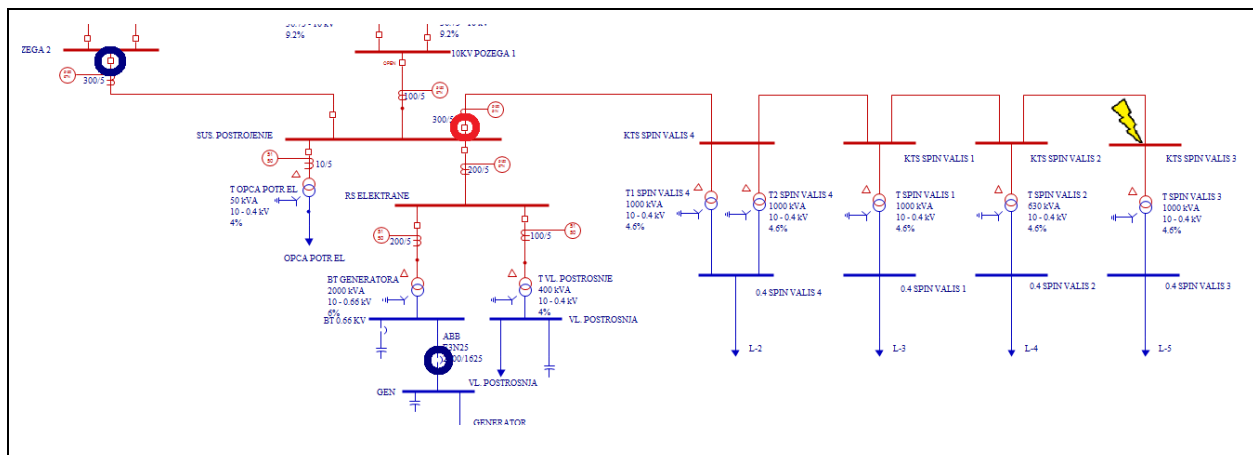 9.2%
9.2%
ZEGA 2
10KV POZEGA 1
OPEN
300/5
100/5
300/5
SUS. POSTROJENJE
KTS SPIN VALIS 4
KTS SPIN VALIS 1
KTS SPIN VALIS 2
KTS SPIN VALIS 3
10/5
200/5
T OPCA POTR EL
50 kVA
10 - 0.4 kV
4%
RS ELEKTRANE
T1 SPIN VALIS 4
1000 kVA
10 - 0.4 kV
4.6%
T2 SPIN VALIS 4
1000 kVA
10 - 0.4 kV
4.6%
T SPIN VALIS 1
1000 kVA
10 - 0.4 kV
4.6%
T SPIN VALIS 2
630 kVA
10 - 0.4 kV
4.6%
T SPIN VALIS 3
1000 kVA
10 - 0.4 kV
4.6%
200/5
100/5
OPCA POTR EL
BT GENERATORA
2000 kVA
10 - 0.66 kV
6%
T VL. POSTROSNJE
400 kVA
10 - 0.4 kV
4%
0.4 SPIN VALIS 4
0.4 SPIN VALIS 1
0.4 SPIN VALIS 2
0.4 SPIN VALIS 3
BT 0.66 KV
VL. POSTROSNJA
ABB
L-2
L-3
L-4
L-5
VL. POSTROSNJA
GEN
GENERATOR